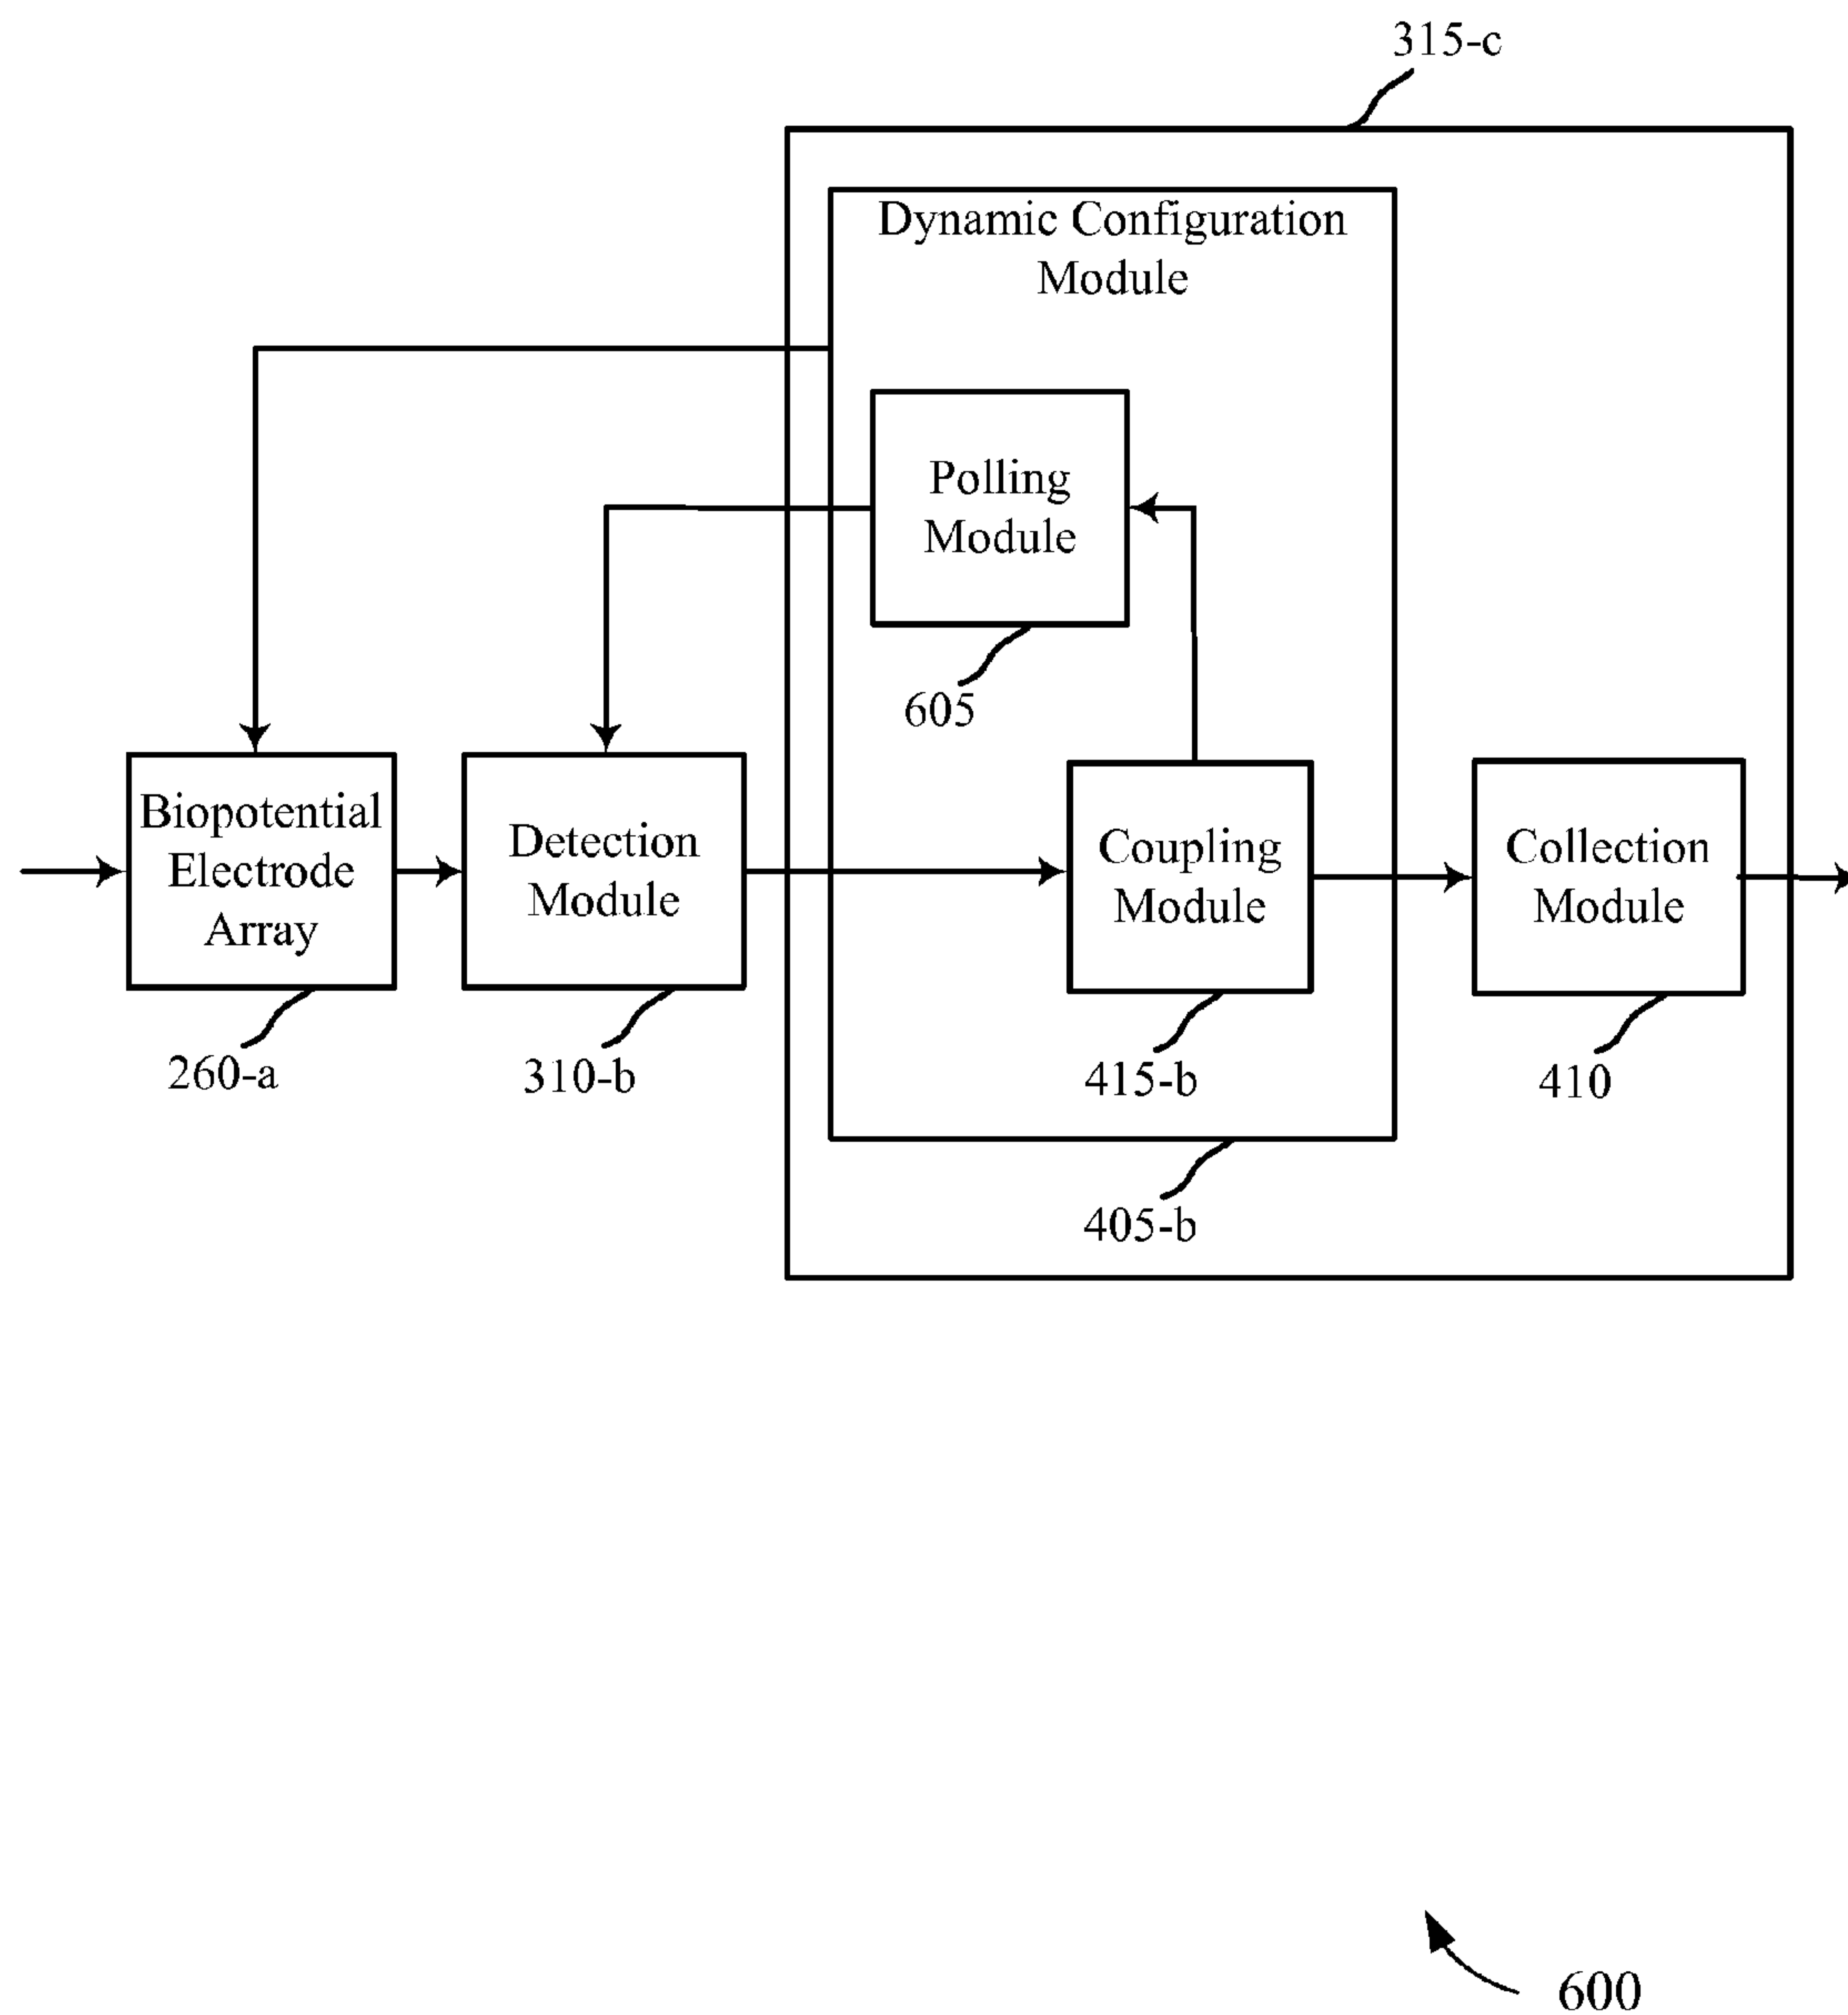 315-c
Dynamic Configuration
Module
Polling
Module
605
Biopotential
Electrode
Array
260-a
Detection
Module
310-b
Coupling
Module
415-b
Collection
Module
410
405-b
600